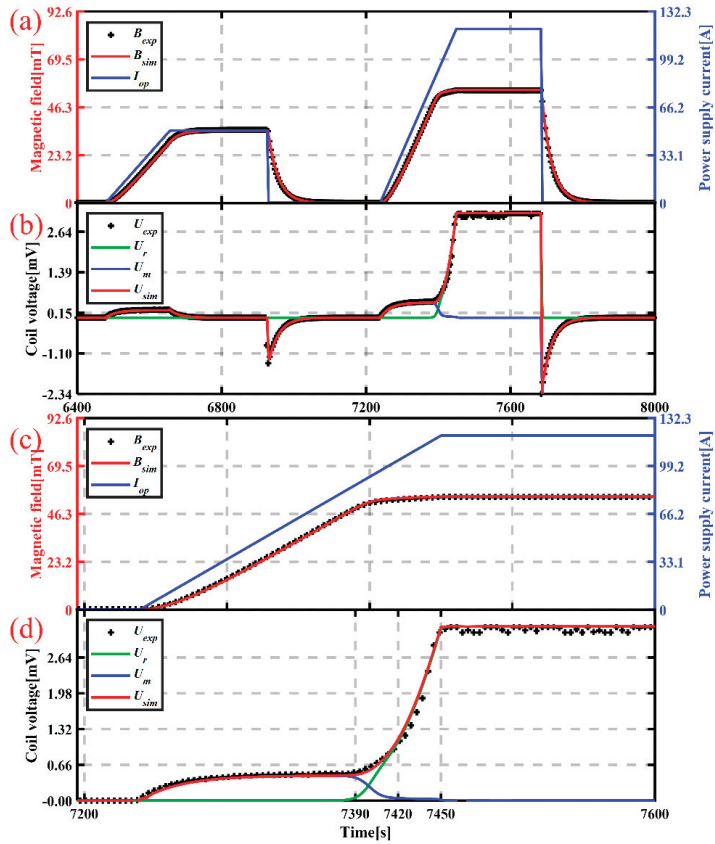 (a)
92.6
69.5
46.3
23.2
0
Magnetic field[mT]
B_exp
B_sim
I_op
132.3
99.2
66.2
33.1
0
Power supply current[A]
(b)
2.64
1.39
0.15
-1.10
-2.34
Coil voltage[mV]
U_exp
U_r
U_m
U_sim
6400 6800 7200 7600 8000
(c)
92.6
69.5
46.3
23.2
0
Magnetic field[mT]
B_exp
B_sim
I_op
132.3
99.2
66.2
33.1
0
Power supply current[A]
(d)
2.64
1.98
1.32
0.66
-0.00
Coil voltage[mV]
U_exp
U_r
U_m
U_sim
7200 7390 7420 7450 7600
Time[s]